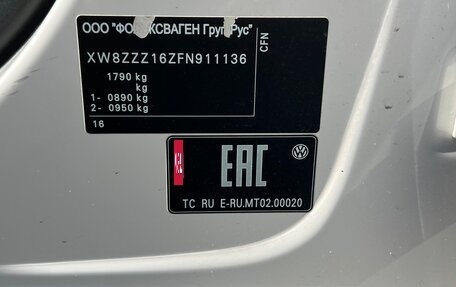 ООО "ФОЛЬКСВАГЕН Груп Рус"
XW8ZZZ16ZFN911136
CFN
1790 kg
kg
1- 0890 kg
2- 0950 kg
16
EAC
TC RU E-RU.MT02.00020